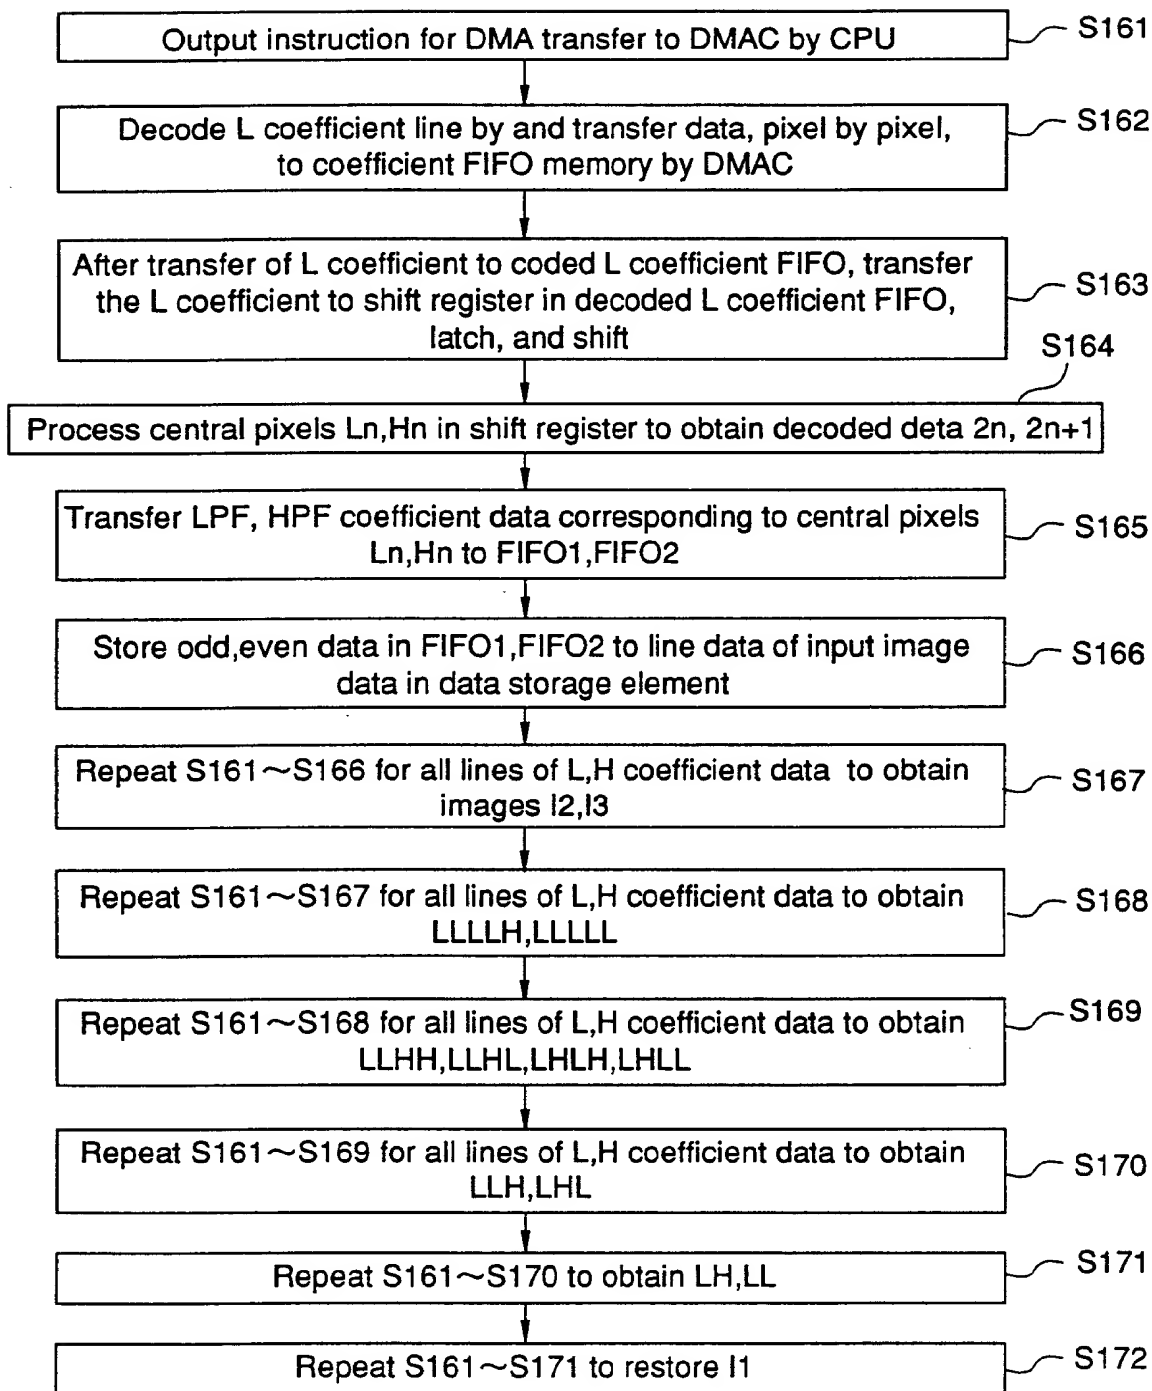 Output instruction for DMA transfer to DMAC by CPU
S161
Decode L coefficient line by and transfer data, pixel by pixel,
to coefficient FIFO memory by DMAC
S162
After transfer of L coefficient to coded L coefficient FIFO, transfer
the L coefficient to shift register in decoded L coefficient FIFO,
latch, and shift
S163
S164
Process central pixels Ln,Hn in shift register to obtain decoded deta 2n, 2n+1
Transfer LPF, HPF coefficient data corresponding to central pixels
Ln,Hn to FIFO1,FIFO2
S165
Store odd,even data in FIFO1,FIFO2 to line data of input image
data in data storage element
S166
Repeat S161~S166 for all lines of L,H coefficient data to obtain
images I2,I3
S167
Repeat S161~S167 for all lines of L,H coefficient data to obtain
LLLLH,LLLLL
S168
Repeat S161~S168 for all lines of L,H coefficient data to obtain
LLHH,LLHL,LHLH,LHLL
S169
Repeat S161~S169 for all lines of L,H coefficient data to obtain
LLH,LHL
S170
Repeat S161~S170 to obtain LH,LL
S171
Repeat S161~S171 to restore I1
S172